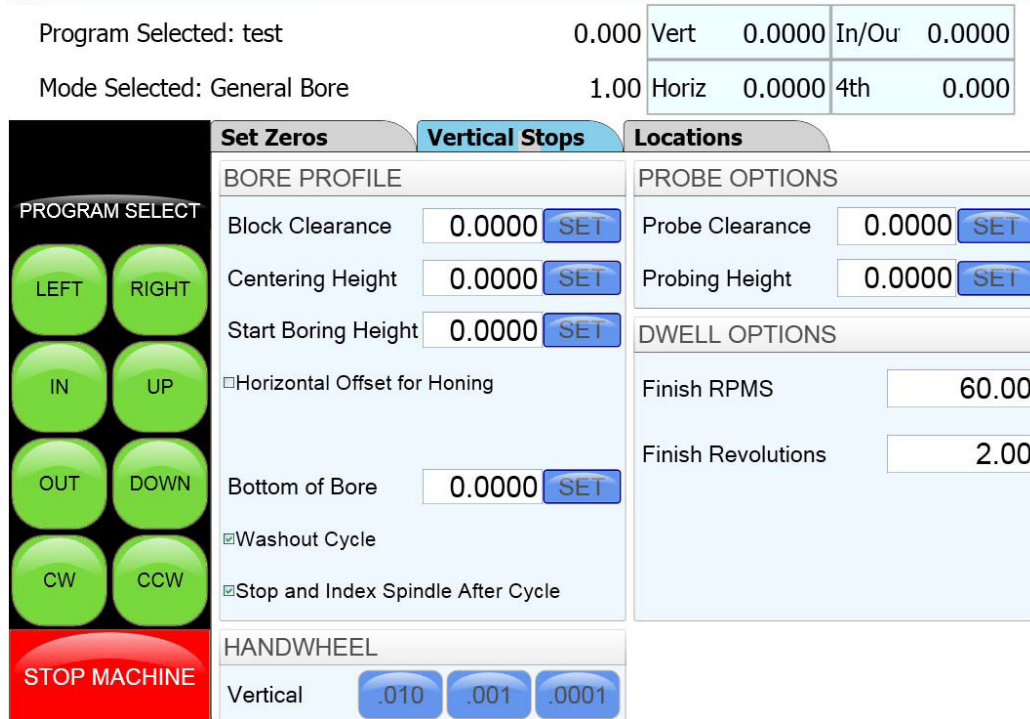 Program Selected: test 0.000 Vert 0.0000 In/Ou 0.0000
Mode Selected: General Bore 1.00 Horiz 0.0000 4th 0.000
Set Zeros Vertical Stops Locations
PROGRAM SELECT
LEFT RIGHT
IN UP
OUT DOWN
CW CCW
STOP MACHINE
BORE PROFILE
Block Clearance 0.0000 SET
Centering Height 0.0000 SET
Start Boring Height 0.0000 SET
Horizontal Offset for Honing
Bottom of Bore 0.0000 SET
Washout Cycle
Stop and Index Spindle After Cycle
PROBE OPTIONS
Probe Clearance 0.0000 SET
Probing Height 0.0000 SET
DWELL OPTIONS
Finish RPMS 60.00
Finish Revolutions 2.00
HANDWHEEL
Vertical .010 .001 .0001